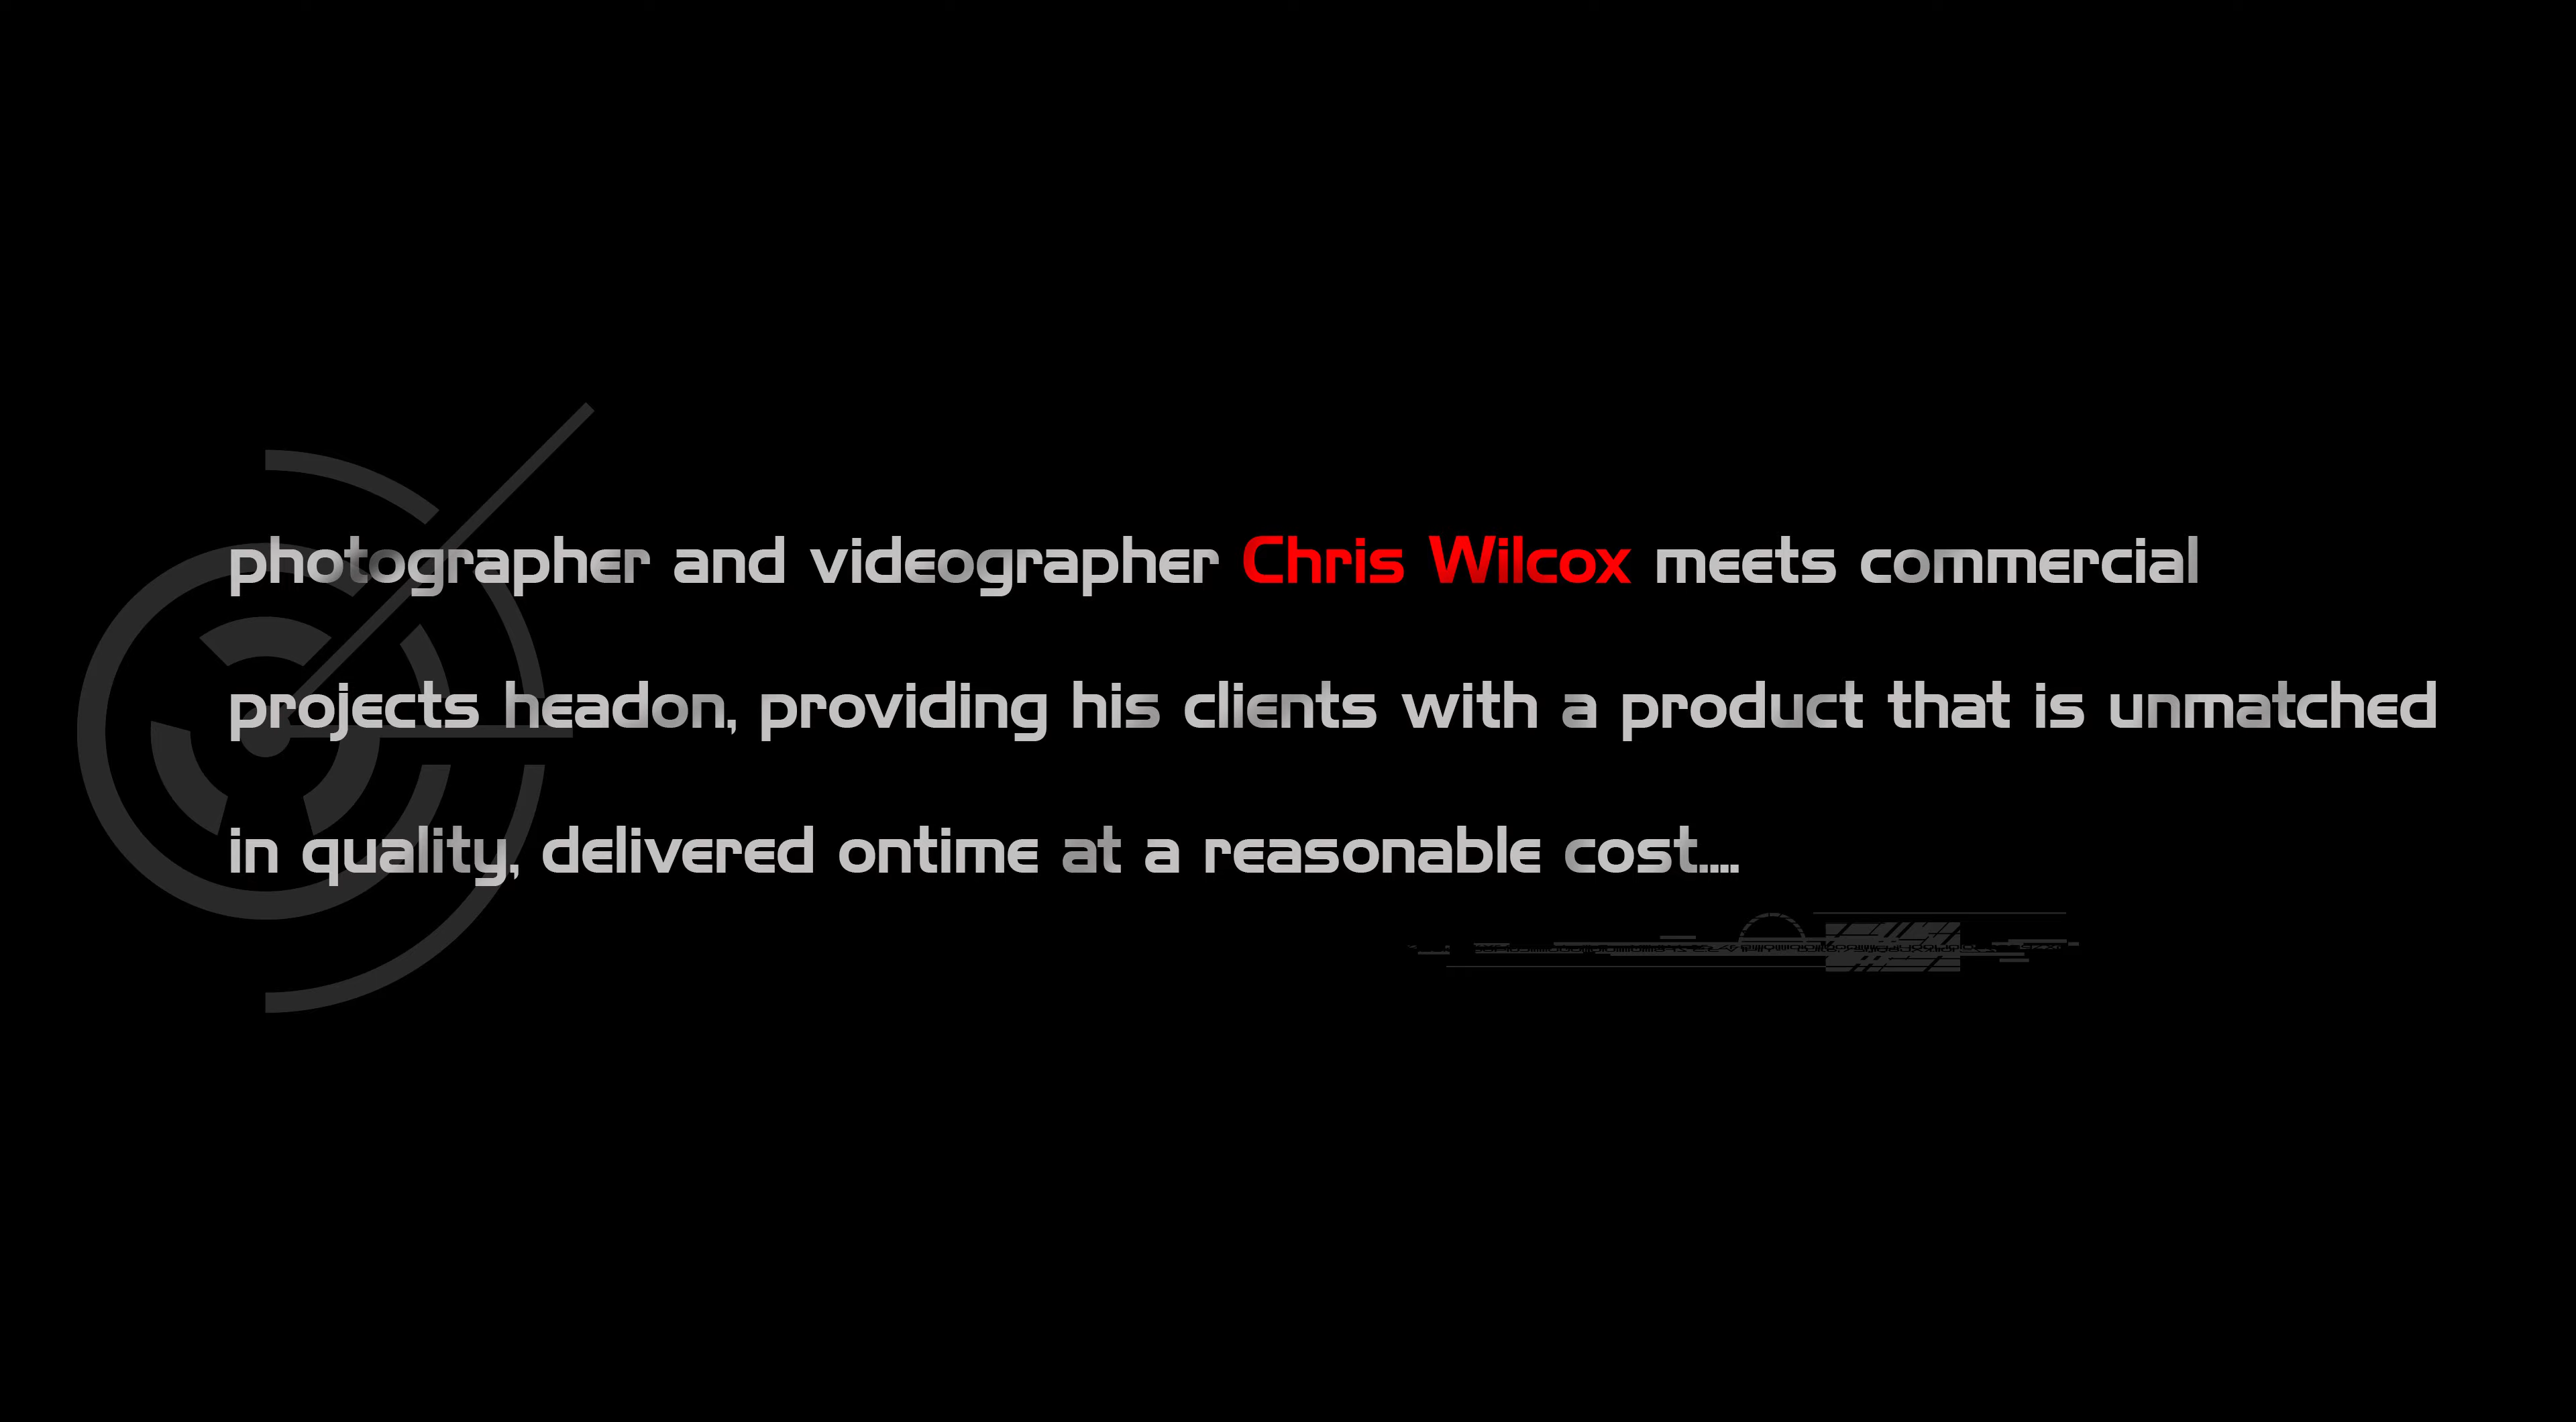 photographer and videographer Chris Wilcox meets commercial
projects headon, providing his clients with a product that is unmatched
in quality, delivered ontime at a reasonable cost....